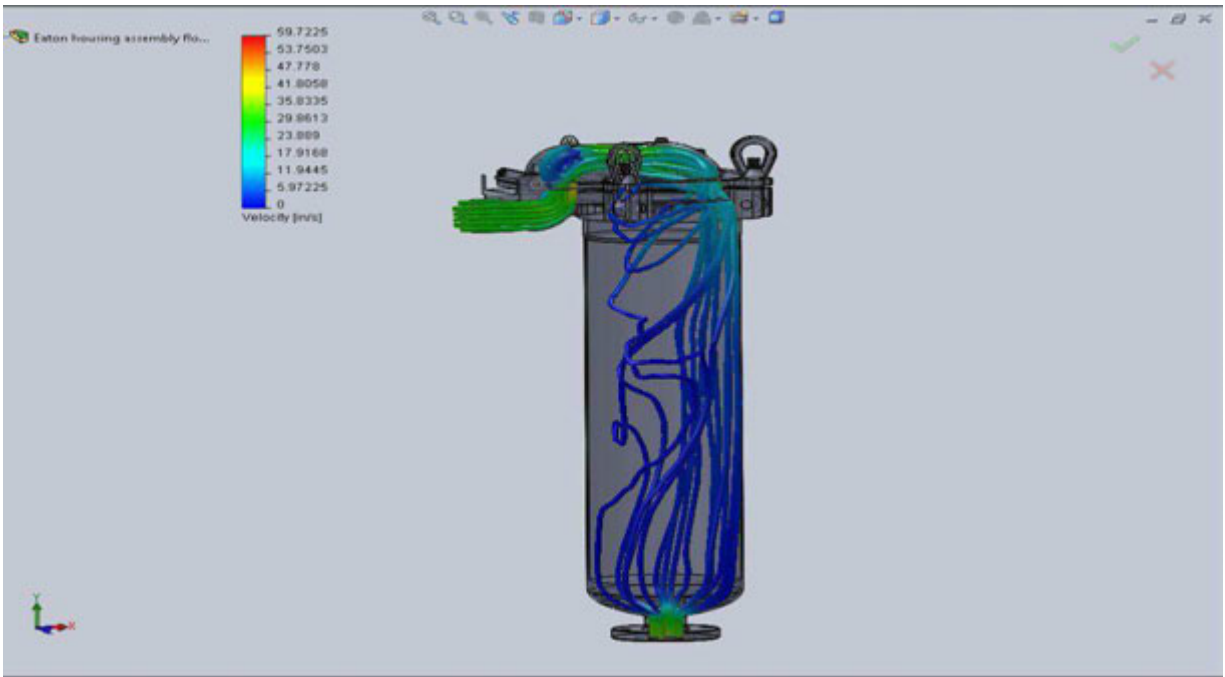 Eaton housing assembly flo...
59.7225
53.7503
47.778
41.8058
35.8335
29.8613
23.889
17.9168
11.9445
5.97225
0
Velocity [in/s]
Y
X